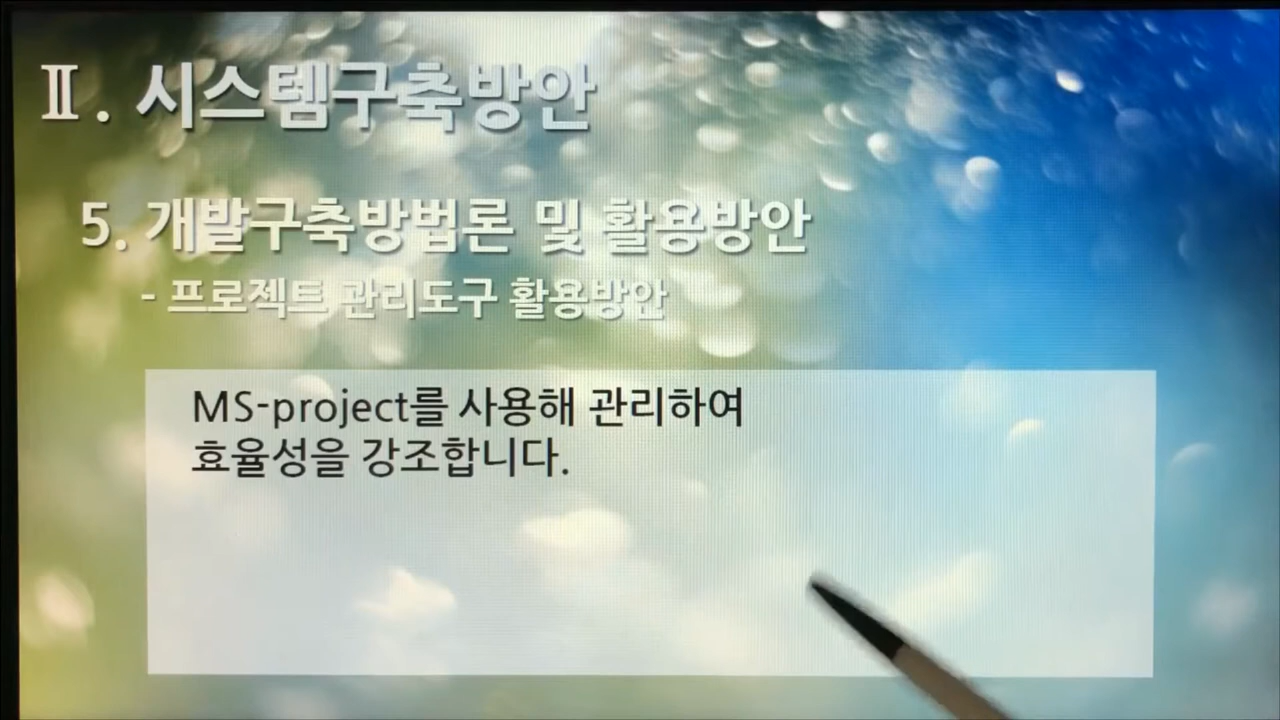 Ⅱ. 시스템구축방안
5. 개발구축방법론 및 활용방안
- 프로젝트 관리도구 활용방안
MS-project를 사용해 관리하여
효율성을 강조합니다.